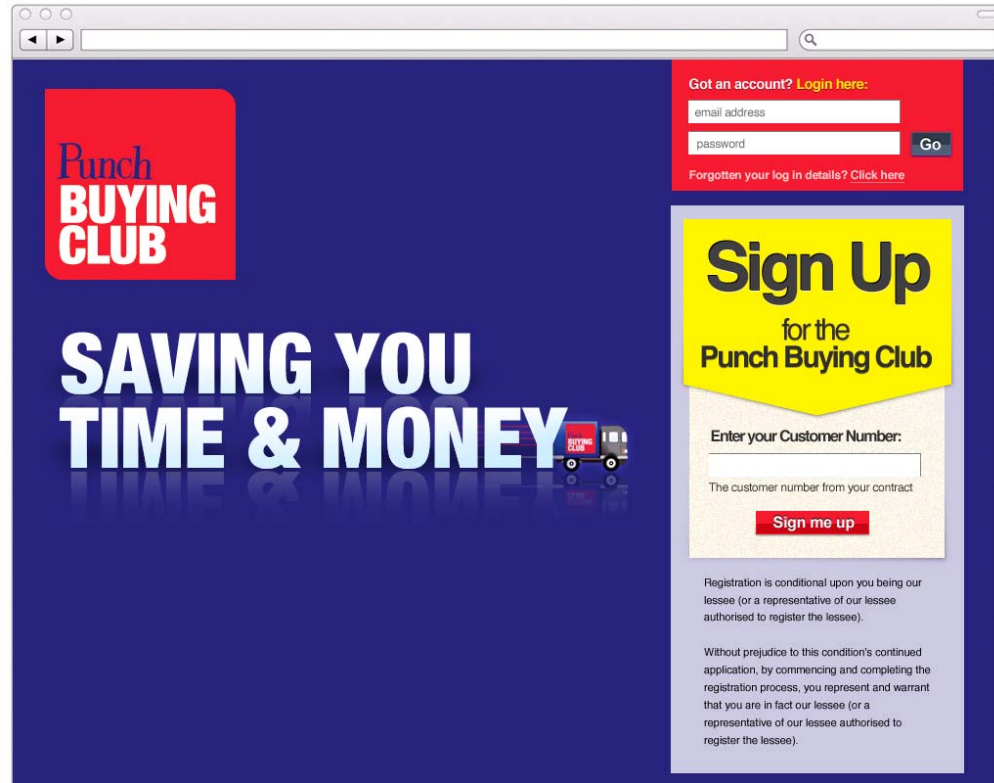 Punch
BUYING
CLUB
SAVING YOU
TIME & MONEY
Punch
BUYING
CLUB
Got an account? Login here:
email address
password
Go
Forgotten your log in details? Click here
Sign Up
for the
Punch Buying Club
Enter your Customer Number:
The customer number from your contract
Sign me up
Registration is conditional upon you being our
lessee (or a representative of our lessee
authorised to register the lessee).
Without prejudice to this condition's continued
application, by commencing and completing the
registration process, you represent and warrant
that you are in fact our lessee (or a
representative of our lessee authorised to
register the lessee).